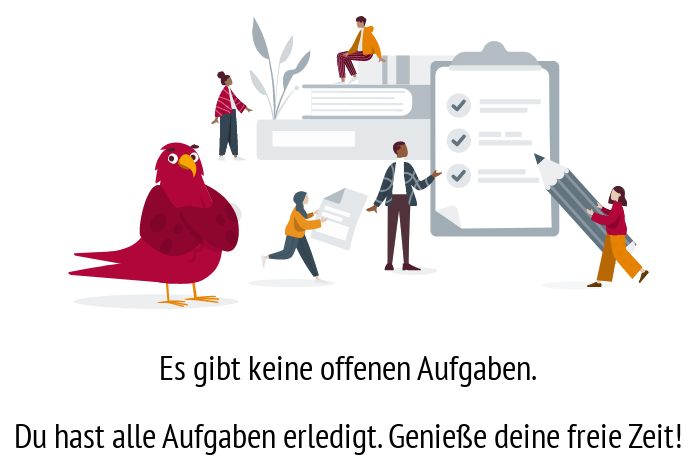 Es gibt keine offenen Aufgaben.
Du hast alle Aufgaben erledigt. Genieße deine freie Zeit!